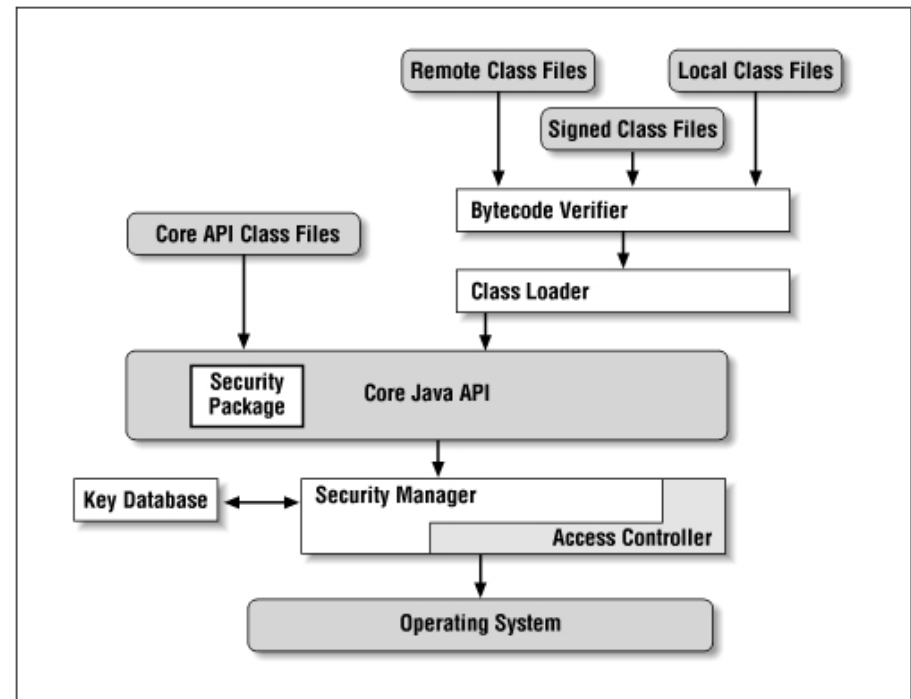 Remote Class Files
Local Class Files
Signed Class Files
Bytecode Verifier
Core API Class Files
Class Loader
Security
Package
Core Java API
Key Database
Security Manager
Access Controller
Operating System